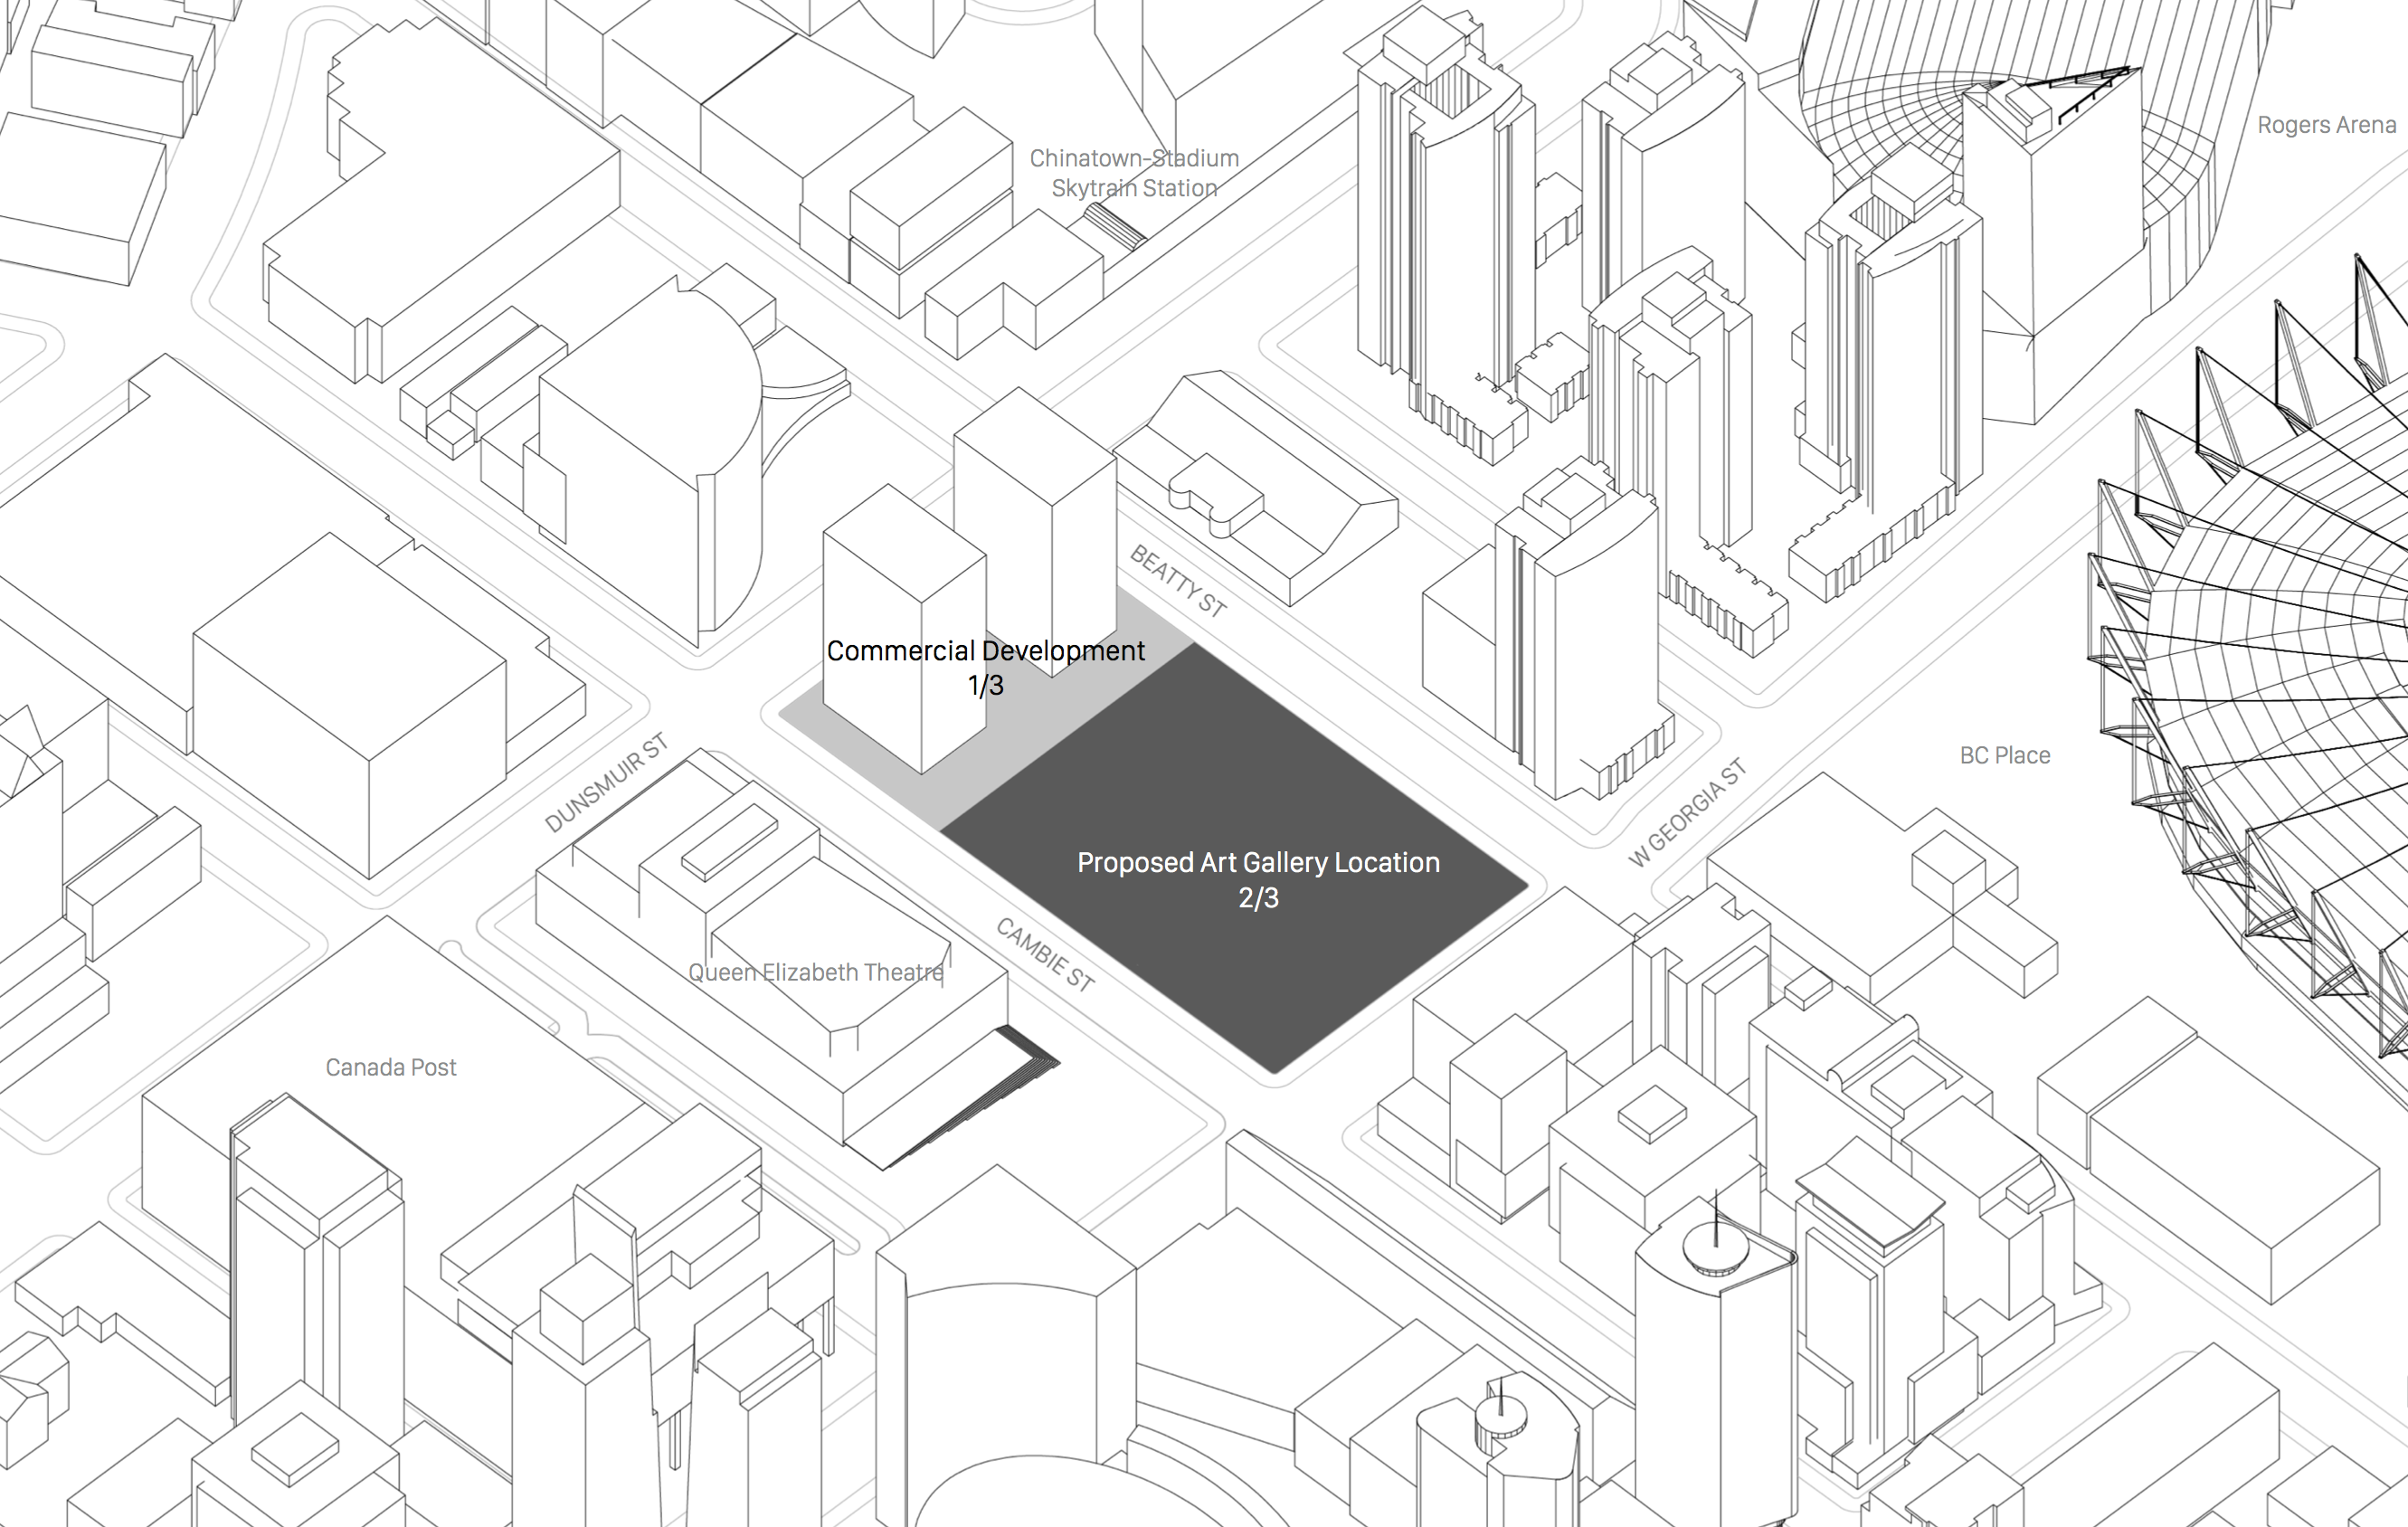 Rogers Arena
Chinatown-Stadium
Skytrain Station
BEATTY ST
Commercial Development
1/3
DUNSMUIR ST
W GEORGIA ST
BC Place
Proposed Art Gallery Location
2/3
CAMBIE ST
Queen Elizabeth Theatre
Canada Post